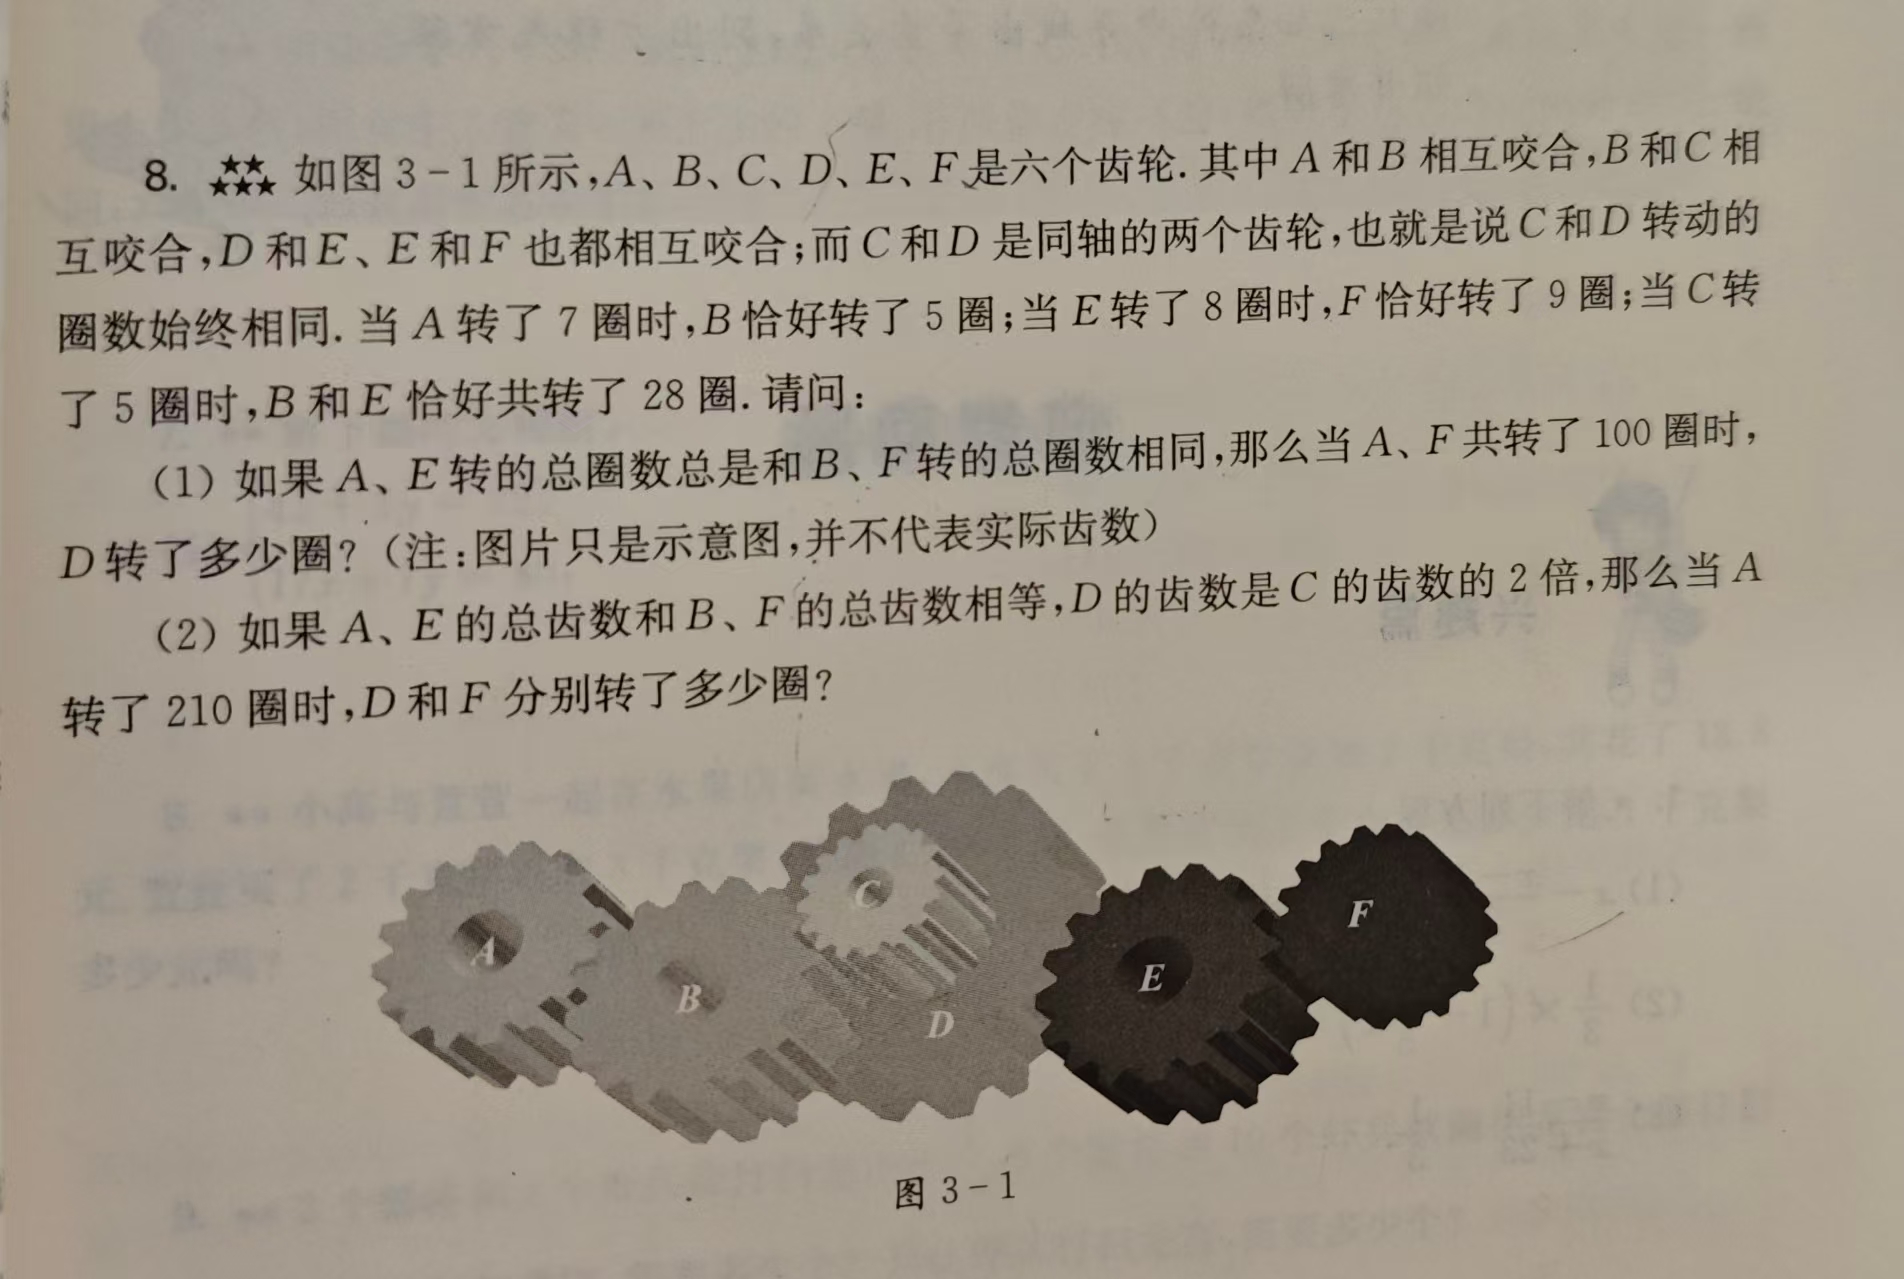 8. ★★★★★ 如图 3-1 所示,A、B、C、D、E、F是六个齿轮.其中 A 和 B 相互咬合,B 和 C 相
互咬合,D 和 E、E 和 F 也都相互咬合;而 C 和 D 是同轴的两个齿轮,也就是说 C 和 D 转动的
圈数始终相同.当 A 转了 7 圈时,B 恰好转了 5 圈;当 E 转了 8 圈时,F 恰好转了 9 圈;当 C 转
了 5 圈时,B 和 E 恰好共转了 28 圈.请问:
(1) 如果 A、E 转的总圈数总是和 B、F 转的总圈数相同,那么当 A、F 共转了 100 圈时,
D 转了多少圈?(注:图片只是示意图,并不代表实际齿数)
(2) 如果 A、E 的总齿数和 B、F 的总齿数相等,D 的齿数是 C 的齿数的 2 倍,那么当 A
转了 210 圈时,D 和 F 分别转了多少圈?
A
B
C
D
E
F
图 3-1